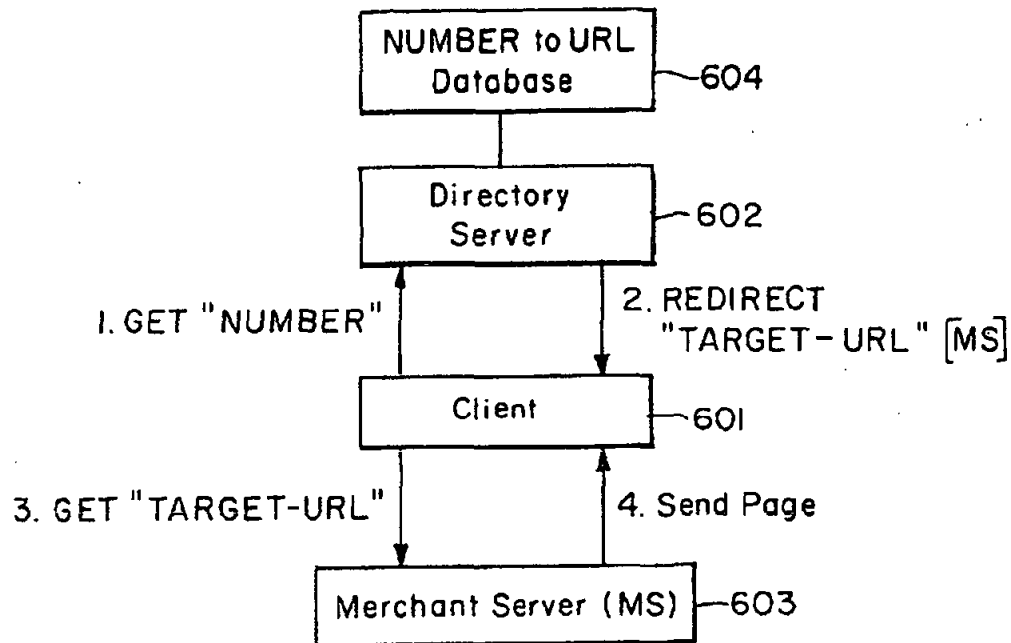 NUMBER to URL
Database
604
Directory
Server
602
1. GET "NUMBER"
2. REDIRECT
"TARGET-URL" [MS]
Client
601
3. GET "TARGET-URL"
4. Send Page
Merchant Server (MS)
603